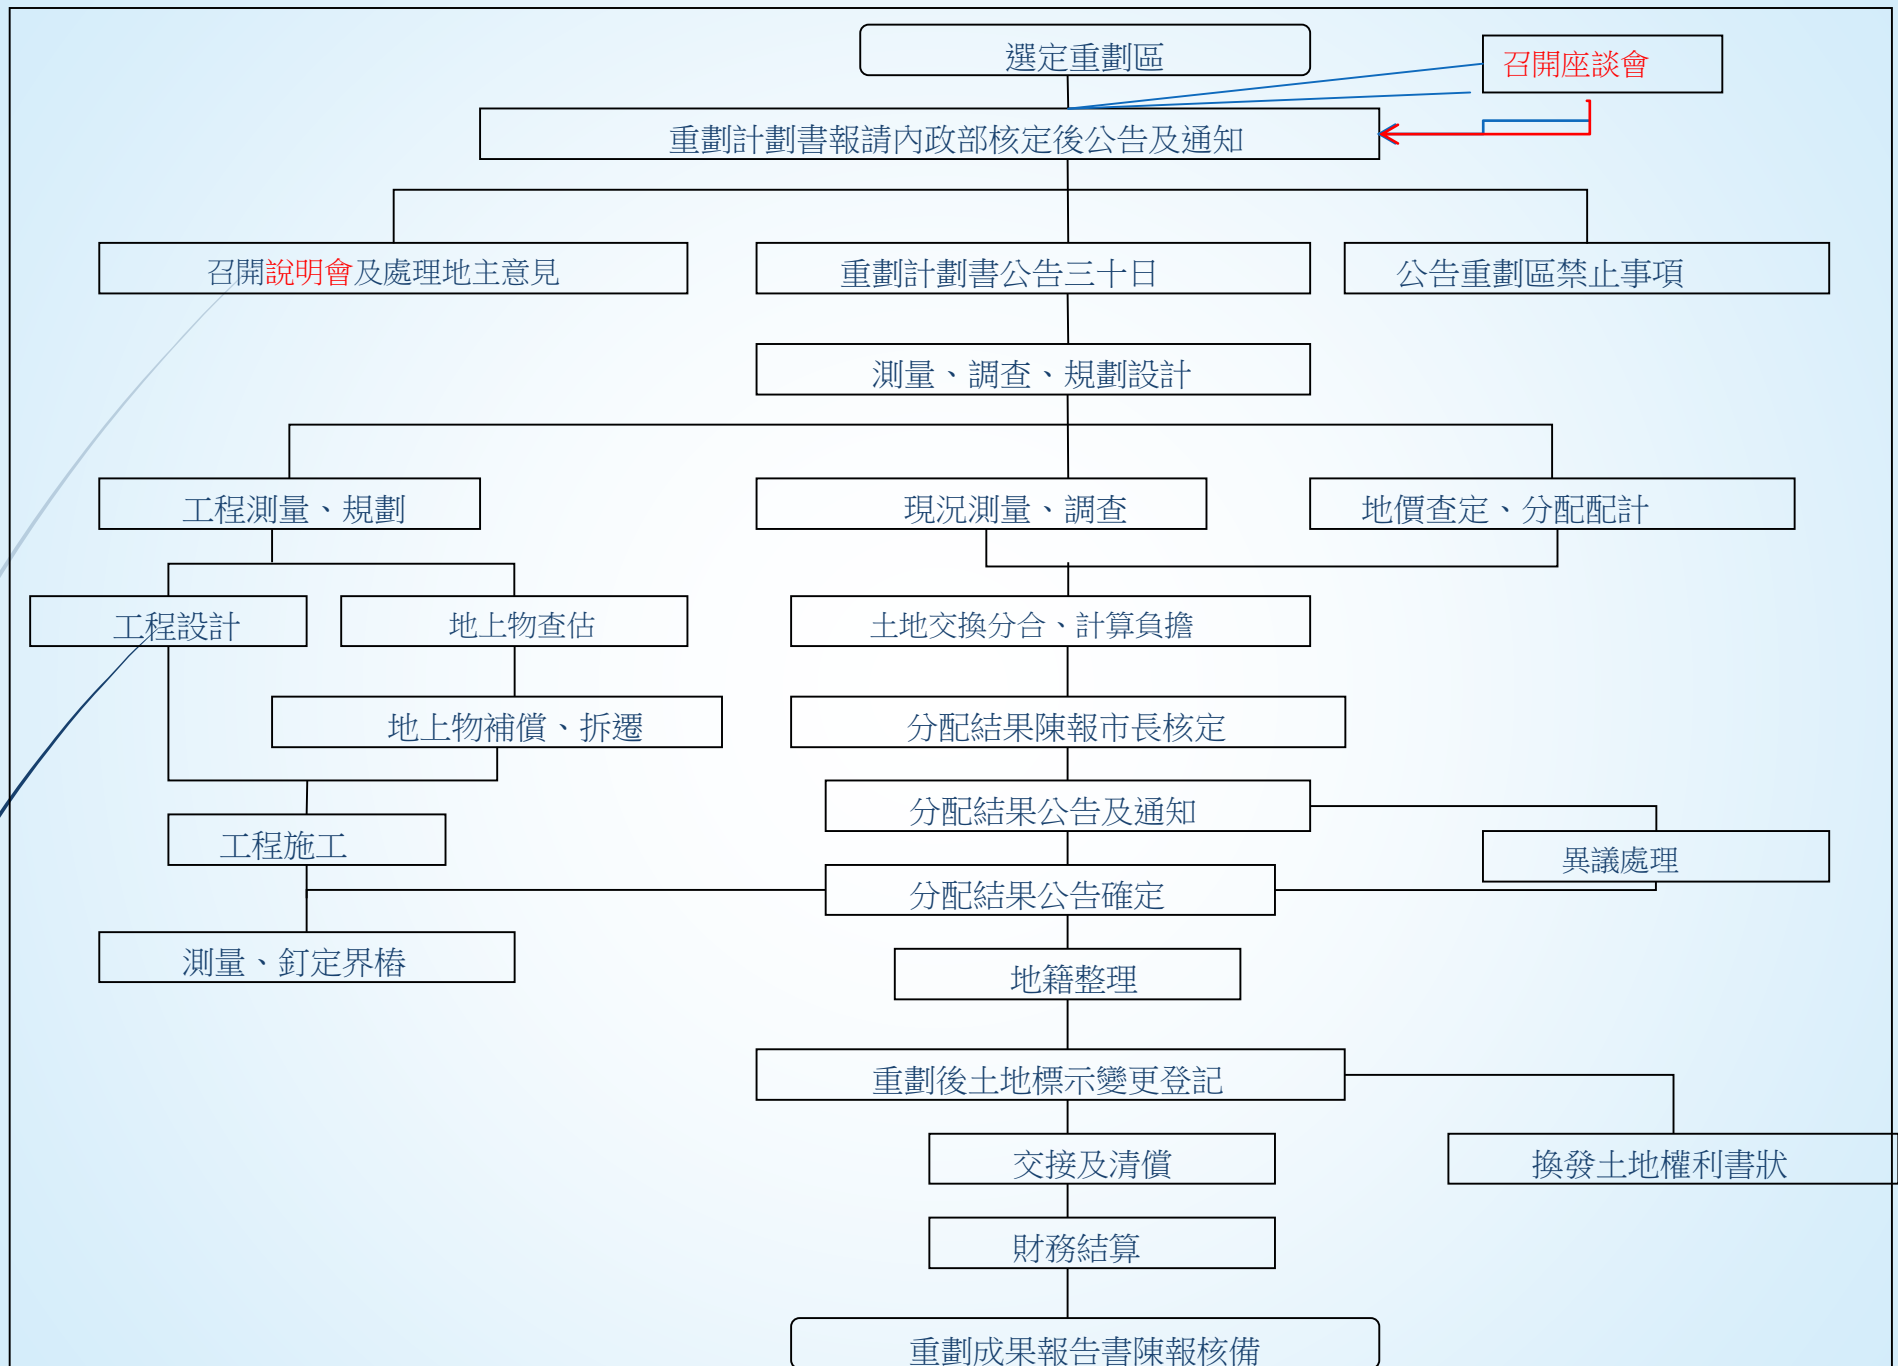 選定重劃區
召開座談會
重劃計劃書報請內政部核定後公告及通知
召開說明會及處理地主意見
重劃計劃書公告三十日
公告重劃區禁止事項
測量、調查、規劃設計
工程測量、規劃
現況測量、調查
地價查定、分配配計
工程設計
地上物查估
土地交換分合、計算負擔
地上物補償、拆遷
分配結果陳報市長核定
分配結果公告及通知
工程施工
異議處理
分配結果公告確定
測量、釘定界樁
地籍整理
重劃後土地標示變更登記
交接及清償
換發土地權利書狀
財務結算
重劃成果報告書陳報核備